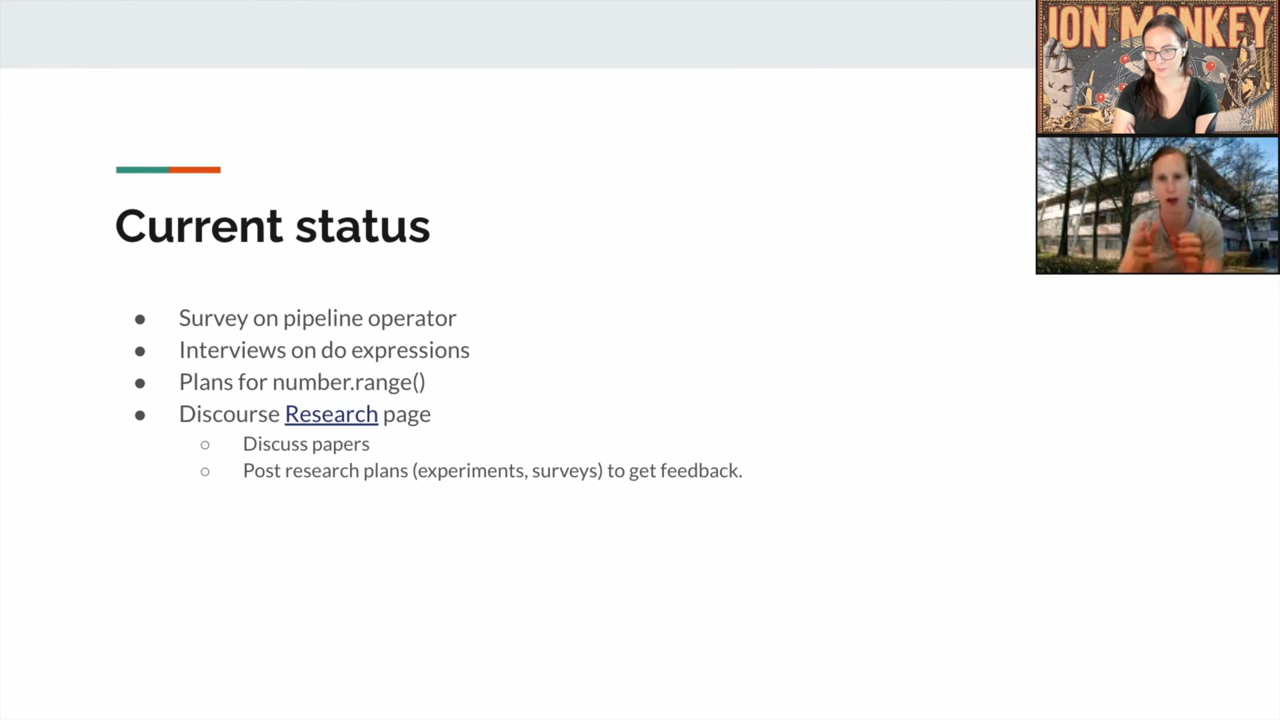 ION MONKEY
Current status
● Survey on pipeline operator
● Interviews on do expressions
● Plans for number.range()
● Discourse Research page
○ Discuss papers
○ Post research plans (experiments, surveys) to get feedback.